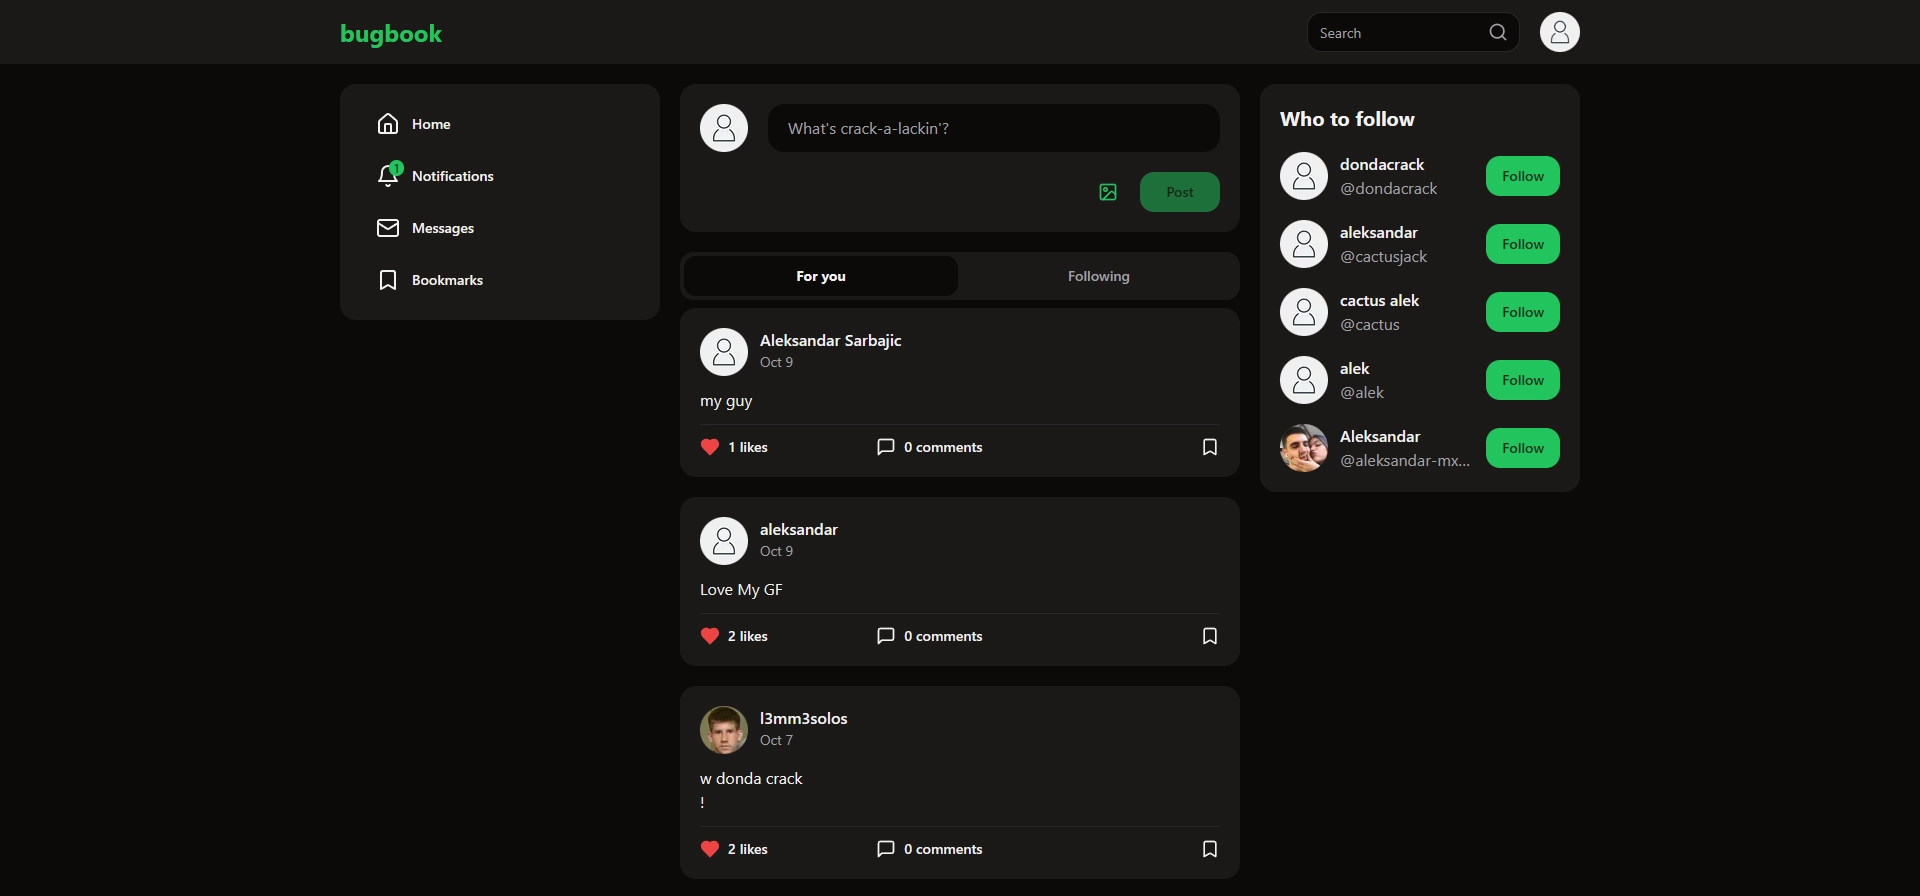 bugbook
Search
Home
1
Notifications
Messages
Bookmarks
What's crack-a-lackin'?
Post
For you
Following
Aleksandar Sarbajic
Oct 9
my guy
1 likes
0 comments
aleksandar
Oct 9
Love My GF
2 likes
0 comments
l3mm3solos
Oct 7
w donda crack
!
2 likes
0 comments
Who to follow
dondacrack
@dondacrack
Follow
aleksandar
@cactusjack
Follow
cactus alek
@cactus
Follow
alek
@alek
Follow
Aleksandar
@aleksandar-mx...
Follow